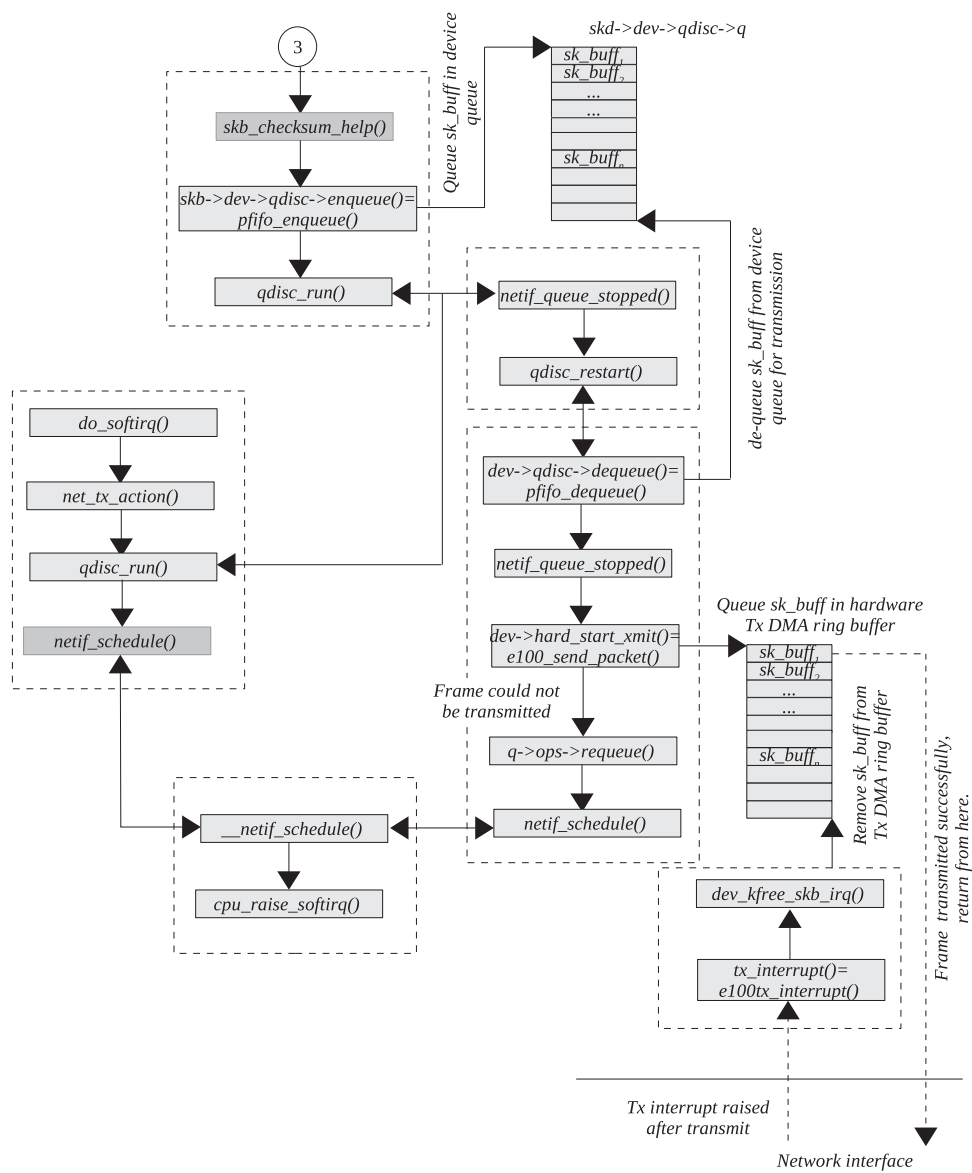 3
skb_checksum_help()
skb->dev->qdisc->enqueue()=
pfifo_enqueue()
qdisc_run()
Queue sk_buff in device
queue
skd->dev->qdisc->q
sk_buff1
sk_buff2
...
...
sk_buffn
netif_queue_stopped()
qdisc_restart()
de-queue sk_buff from device
queue for transmission
do_softirq()
net_tx_action()
qdisc_run()
netif_schedule()
dev->qdisc->dequeue()=
pfifo_dequeue()
netif_queue_stopped()
dev->hard_start_xmit()=
e100_send_packet()
Frame could not
be transmitted
q->ops->requeue()
netif_schedule()
Queue sk_buff in hardware
Tx DMA ring buffer
sk_buff1
sk_buff2
...
...
sk_buffn
Remove sk_buff from
Tx DMA ring buffer
Frame transmitted successfully,
return from here.
__netif_schedule()
cpu_raise_softirq()
dev_kfree_skb_irq()
tx_interrupt()=
e100tx_interrupt()
Tx interrupt raised
after transmit
Network interface